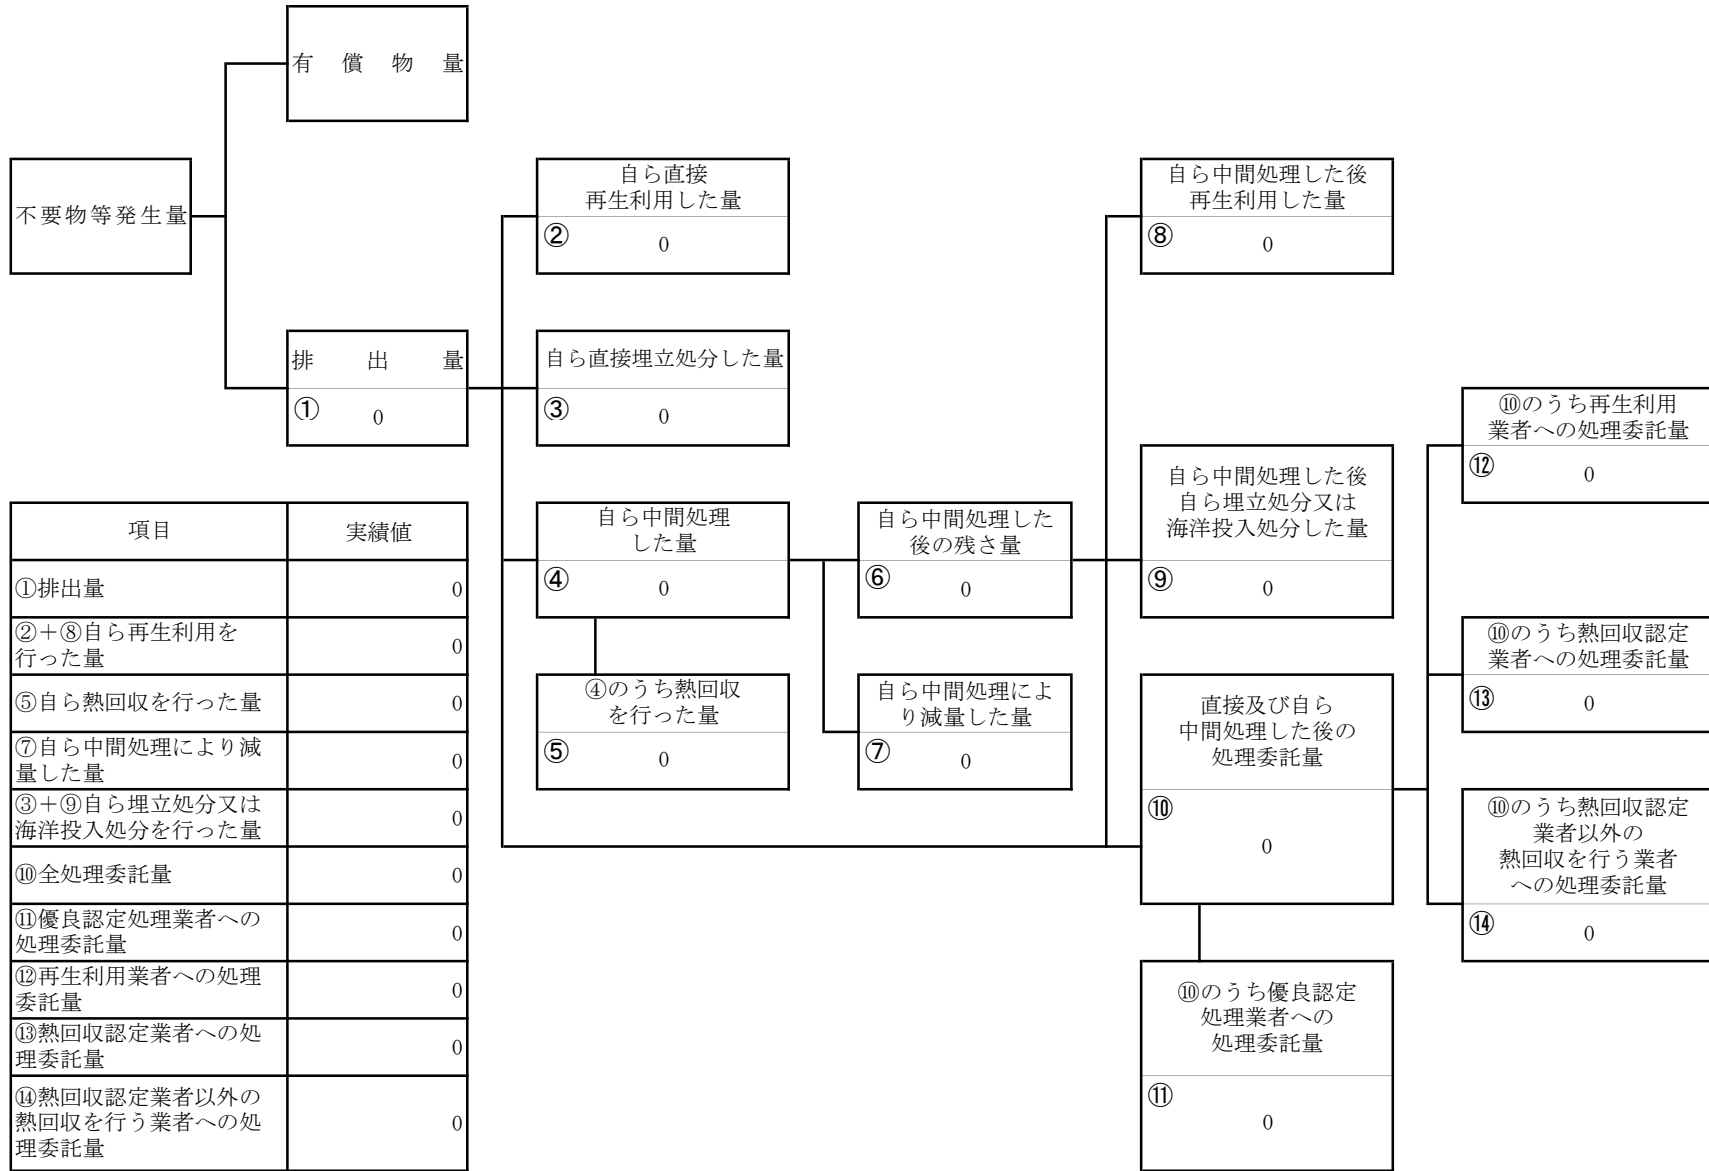 有償物量
不要物等発生量
排出量
①
0
自ら直接
再生利用した量
②
0
自ら直接埋立処分した量
③
0
自ら中間処理
した量
④
0
④のうち熱回収
を行った量
⑤
0
自ら中間処理した
後の残さ量
⑥
0
自ら中間処理によ
り減量した量
⑦
0
自ら中間処理した後
再生利用した量
⑧
0
自ら中間処理した後
自ら埋立処分又は
海洋投入処分した量
⑨
0
直接及び自ら
中間処理した後の
処理委託量
⑩
0
⑩のうち優良認定
処理業者への
処理委託量
⑪
0
⑩のうち再生利用
業者への処理委託量
⑫
0
⑩のうち熱回収認定
業者への処理委託量
⑬
0
⑩のうち熱回収認定
業者以外の
熱回収を行う業者
への処理委託量
⑭
0
項目 実績値
①排出量 0
②+⑧自ら再生利用を
行った量 0
⑤自ら熱回収を行った量 0
⑦自ら中間処理により減
量した量 0
③+⑨自ら埋立処分又は
海洋投入処分を行った量 0
⑩全処理委託量 0
⑪優良認定処理業者への
処理委託量 0
⑫再生利用業者への処理
委託量 0
⑬熱回収認定業者への処
理委託量 0
⑭熱回収認定業者以外の
熱回収を行う業者への処
理委託量 0